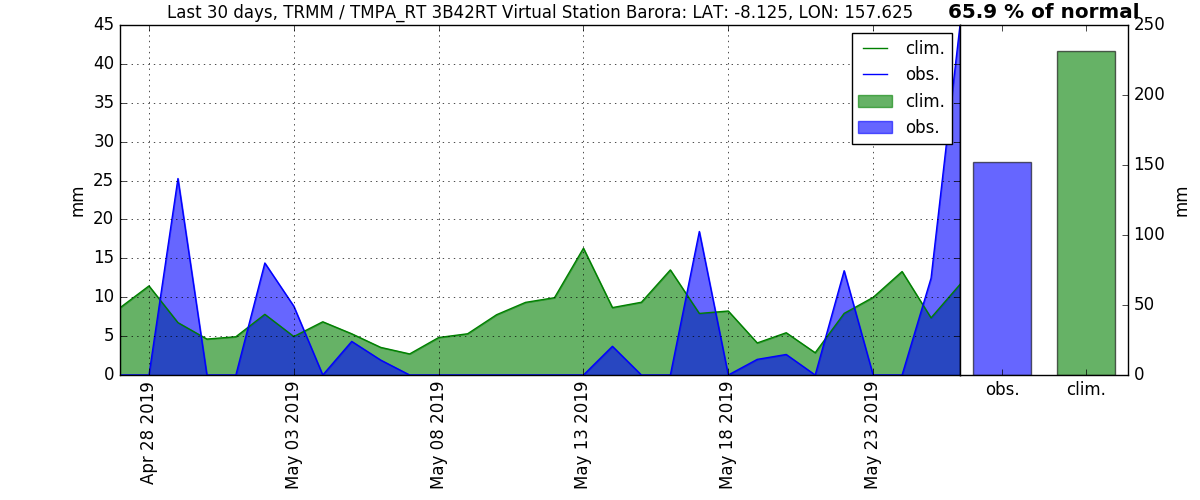 Last 30 days, TRMM / TMPA_RT 3B42RT Virtual Station Barora: LAT: -8.125, LON: 157.625
65.9 % of normal
45
40
35
30
25
20
15
10
5
0
mm
clim.
obs.
clim.
obs.
250
200
150
100
50
0
mm
obs.
clim.
Apr 28 2019
May 03 2019
May 08 2019
May 13 2019
May 18 2019
May 23 2019